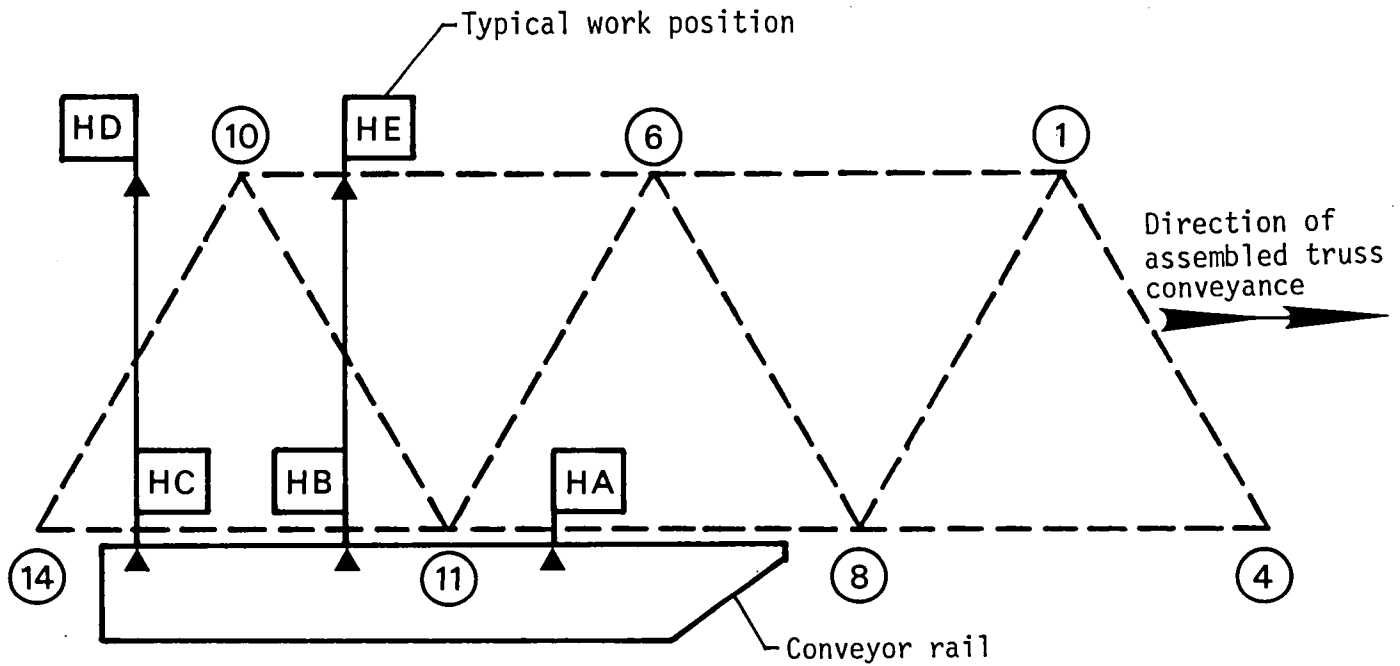 Typical work position
HD
10
HE
6
1
Direction of
assembled truss
conveyance
HC
HB
HA
14
11
8
4
Conveyor rail